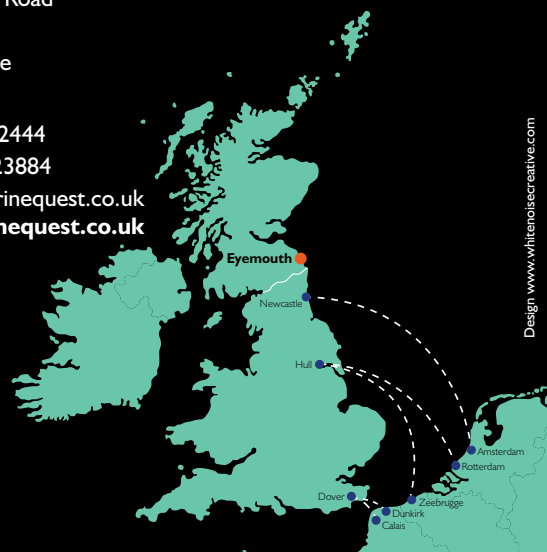 Road
e
2444
23884
rinequest.co.uk
nequest.co.uk
Eyemouth
Newcastle
Hull
Amsterdam
Rotterdam
Zeebrugge
Dover
Dunkirk
Calais
Design www.whitenoisecreative.com